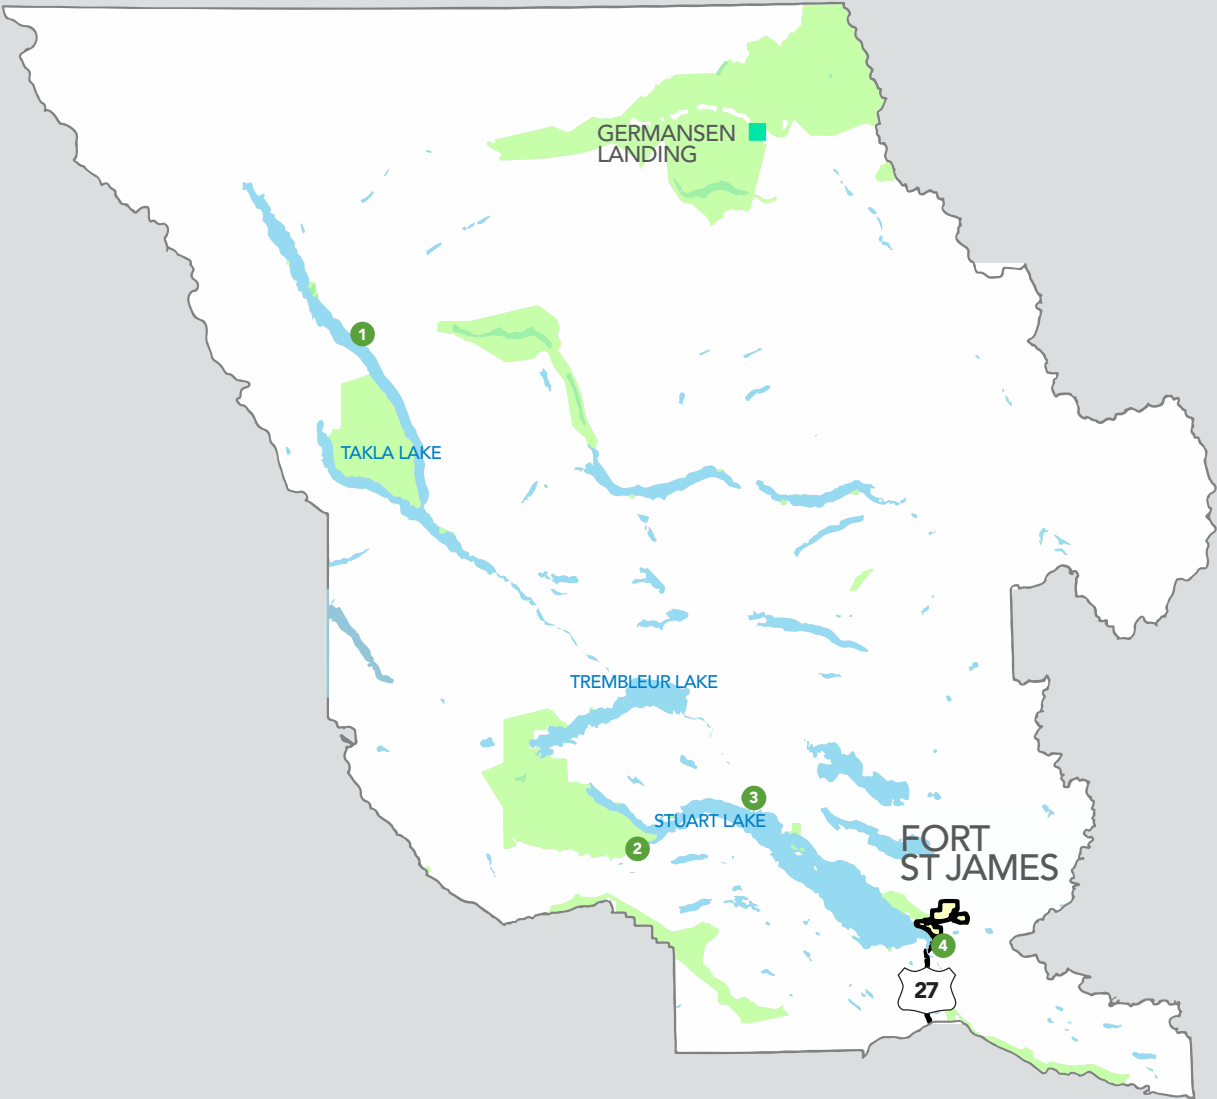 GERMANSEN
LANDING
1
TAKLA LAKE
TREMBLEUR LAKE
3
STUART LAKE
2
FORT
ST JAMES
4
27